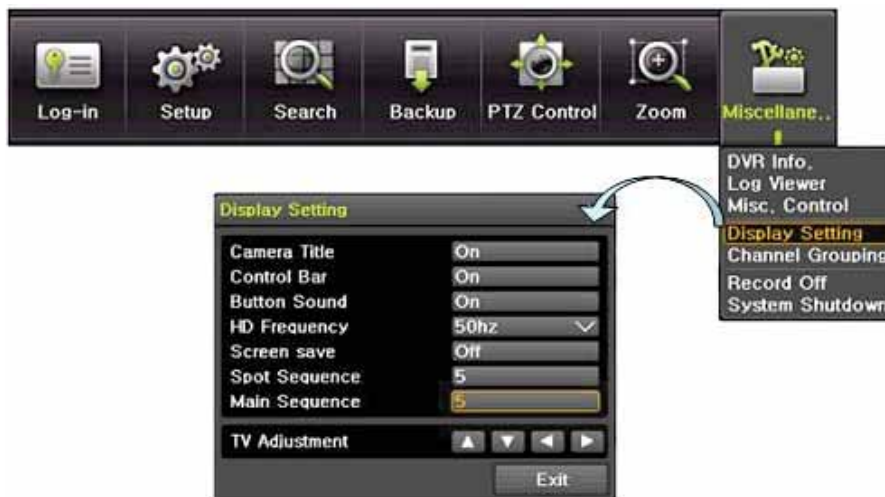 Log-in Setup Search Backup PTZ Control Zoom Miscellane..
DVR Info.
Log Viewer
Misc. Control
Display Setting
Channel Grouping
Record Off
System Shutdown
Display Setting
Camera Title On
Control Bar On
Button Sound On
HD Frequency 50hz
Screen save Off
Spot Sequence 5
Main Sequence 5
TV Adjustment
Exit